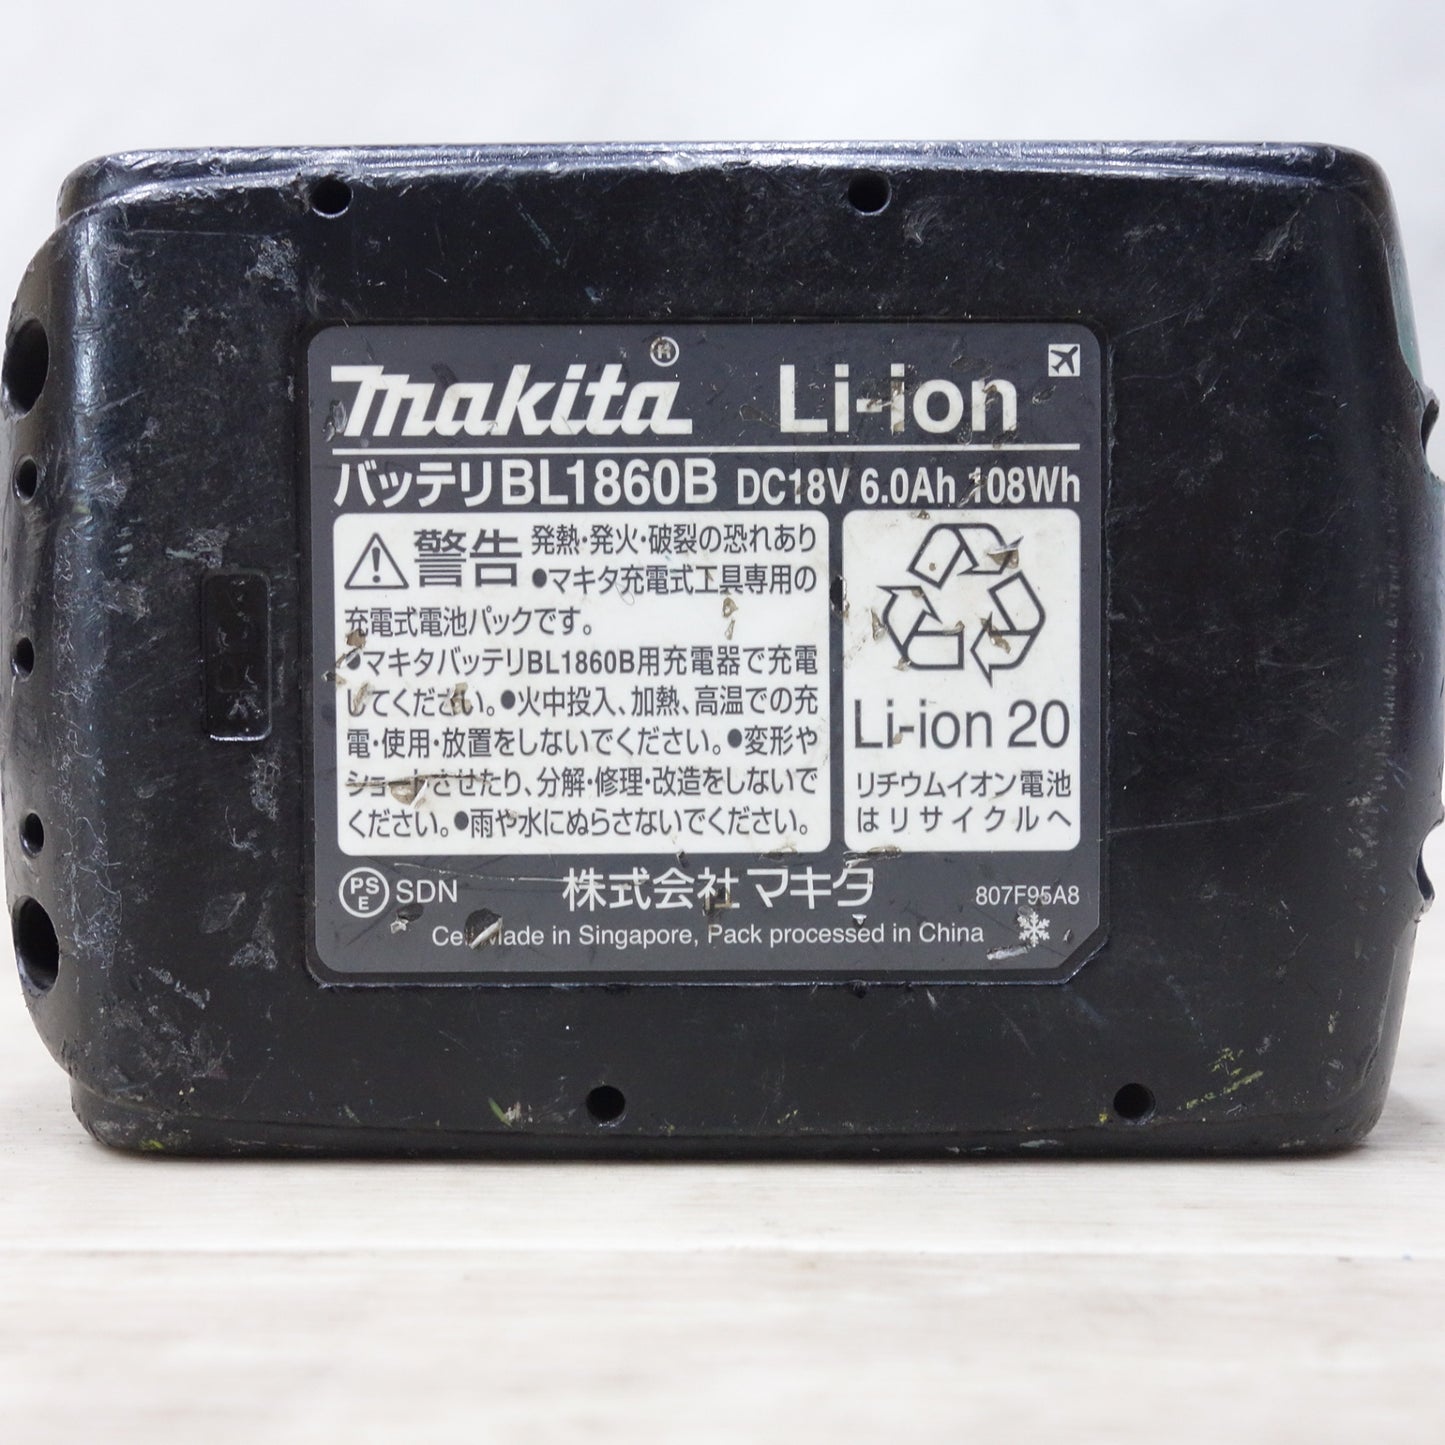 makita® Li-ion
バッテリBL1860B DC18V 6.0Ah 108Wh
警告 発熱・発火・破裂の恐れあり
●マキタ充電式工具専用の
充電式電池パックです。
●マキタバッテリBL1860B用充電器で充電
してください。●火中投入、加熱、高温での充
電・使用・放置をしないでください。●変形や
ショートさせたり、分解・修理・改造をしないで
ください。●雨や水にぬらさないでください。
Li-ion 20
リチウムイオン電池
はリサイクルへ
PSE SDN 株式会社マキタ 807F95A8
Cell Made in Singapore, Pack processed in China